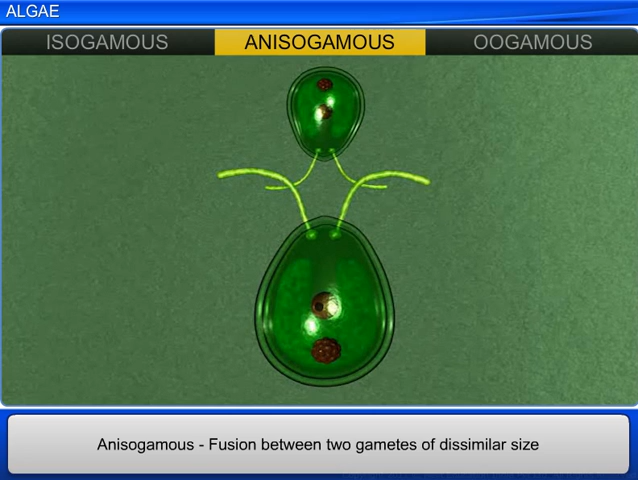 ALGAE
ISOGAMOUS ANISOGAMOUS OOGAMOUS
Anisogamous - Fusion between two gametes of dissimilar size